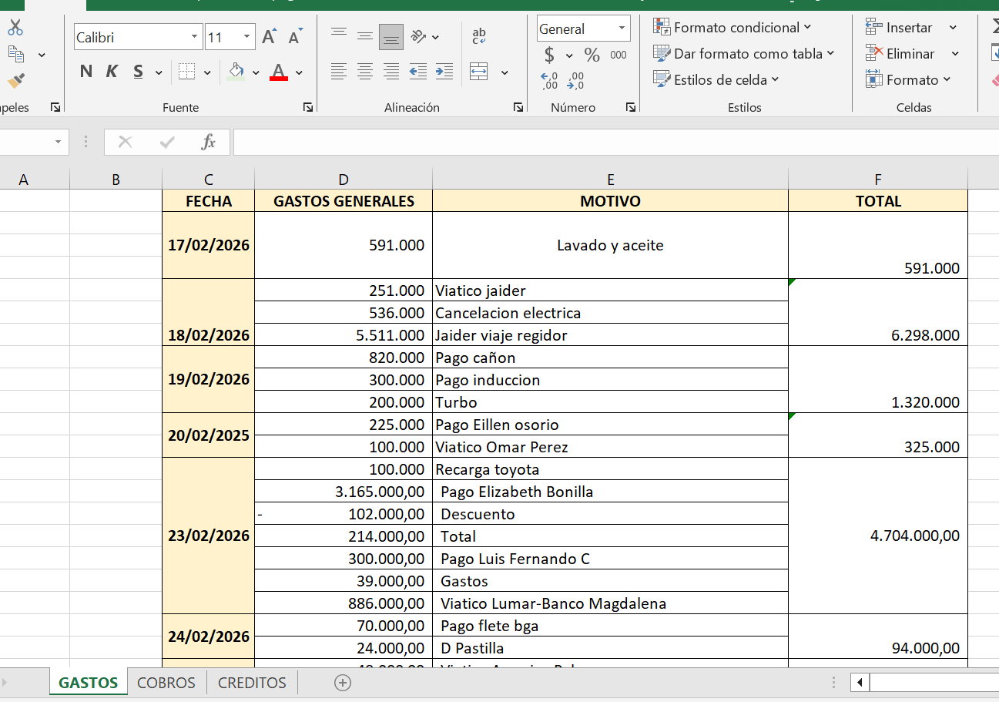 Calibri 11 A A ab General Formato condicional Insertar
c $ % 000 Dar formato como tabla Eliminar
N K S A ←,0 ,00 Estilos de celda Formato
,00 →,0
peles Fuente Alineación Número Estilos Celdas
fx
A B C D E F
FECHA GASTOS GENERALES MOTIVO TOTAL
17/02/2026 591.000 Lavado y aceite 591.000
251.000 Viatico jaider
536.000 Cancelacion electrica
18/02/2026 5.511.000 Jaider viaje regidor 6.298.000
820.000 Pago cañon
19/02/2026 300.000 Pago induccion
200.000 Turbo 1.320.000
20/02/2025 225.000 Pago Eillen osorio
100.000 Viatico Omar Perez 325.000
100.000 Recarga toyota
3.165.000,00 Pago Elizabeth Bonilla
- 102.000,00 Descuento
23/02/2026 214.000,00 Total 4.704.000,00
300.000,00 Pago Luis Fernando C
39.000,00 Gastos
886.000,00 Viatico Lumar-Banco Magdalena
24/02/2026 70.000,00 Pago flete bga
24.000,00 D Pastilla 94.000,00
GASTOS COBROS CREDITOS